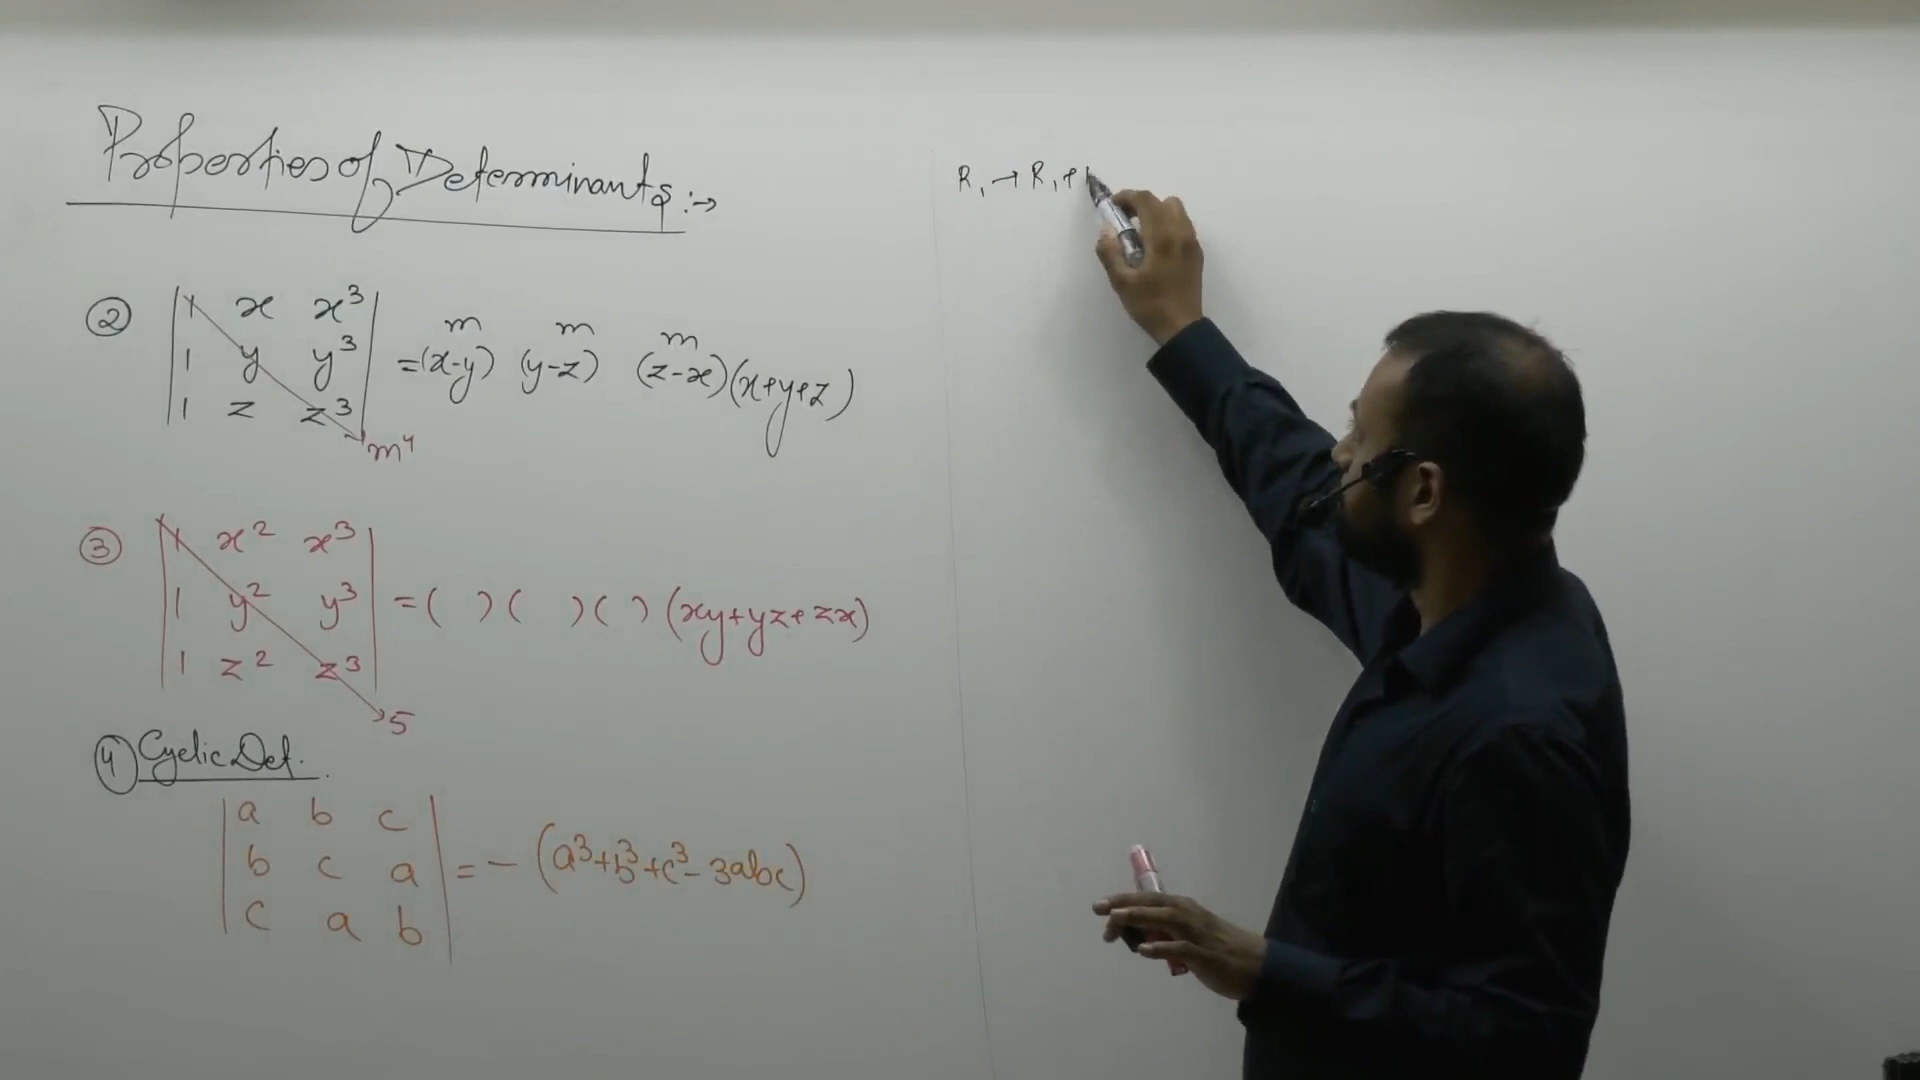 Properties of Determinants :→
② | 1 x x³ |
m m m
| 1 y y³ | = (x-y) (y-z) (z-x)(x+y+z)
| 1 z z³ |
m⁴
③ | 1 x² x³ |
| 1 y² y³ | = ( ) ( ) ( ) (xy+yz+zx)
| 1 z² z³ |
5
④ Cyclic Det.
| a b c |
| b c a | = - (a³+b³+c³-3abc)
| c a b |
R₁ → R₁ +